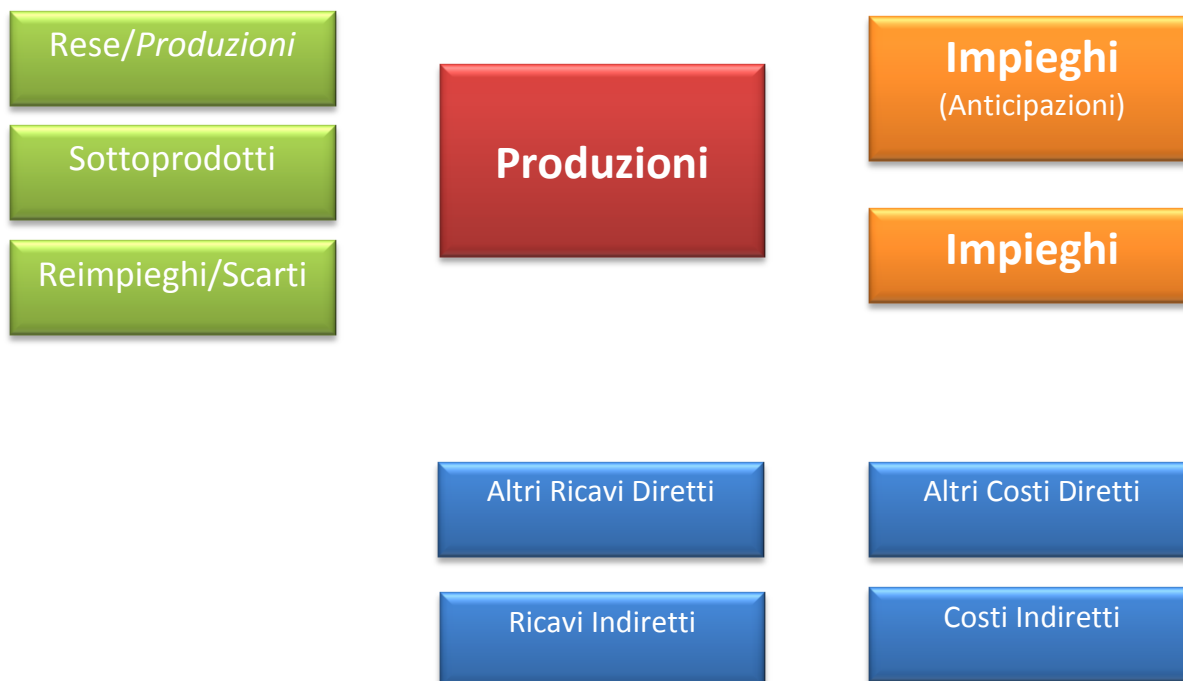 Rese/Produzioni
Sottoprodotti
Reimpieghi/Scarti
Produzioni
Impieghi
(Anticipazioni)
Impieghi
Altri Ricavi Diretti
Altri Costi Diretti
Ricavi Indiretti
Costi Indiretti